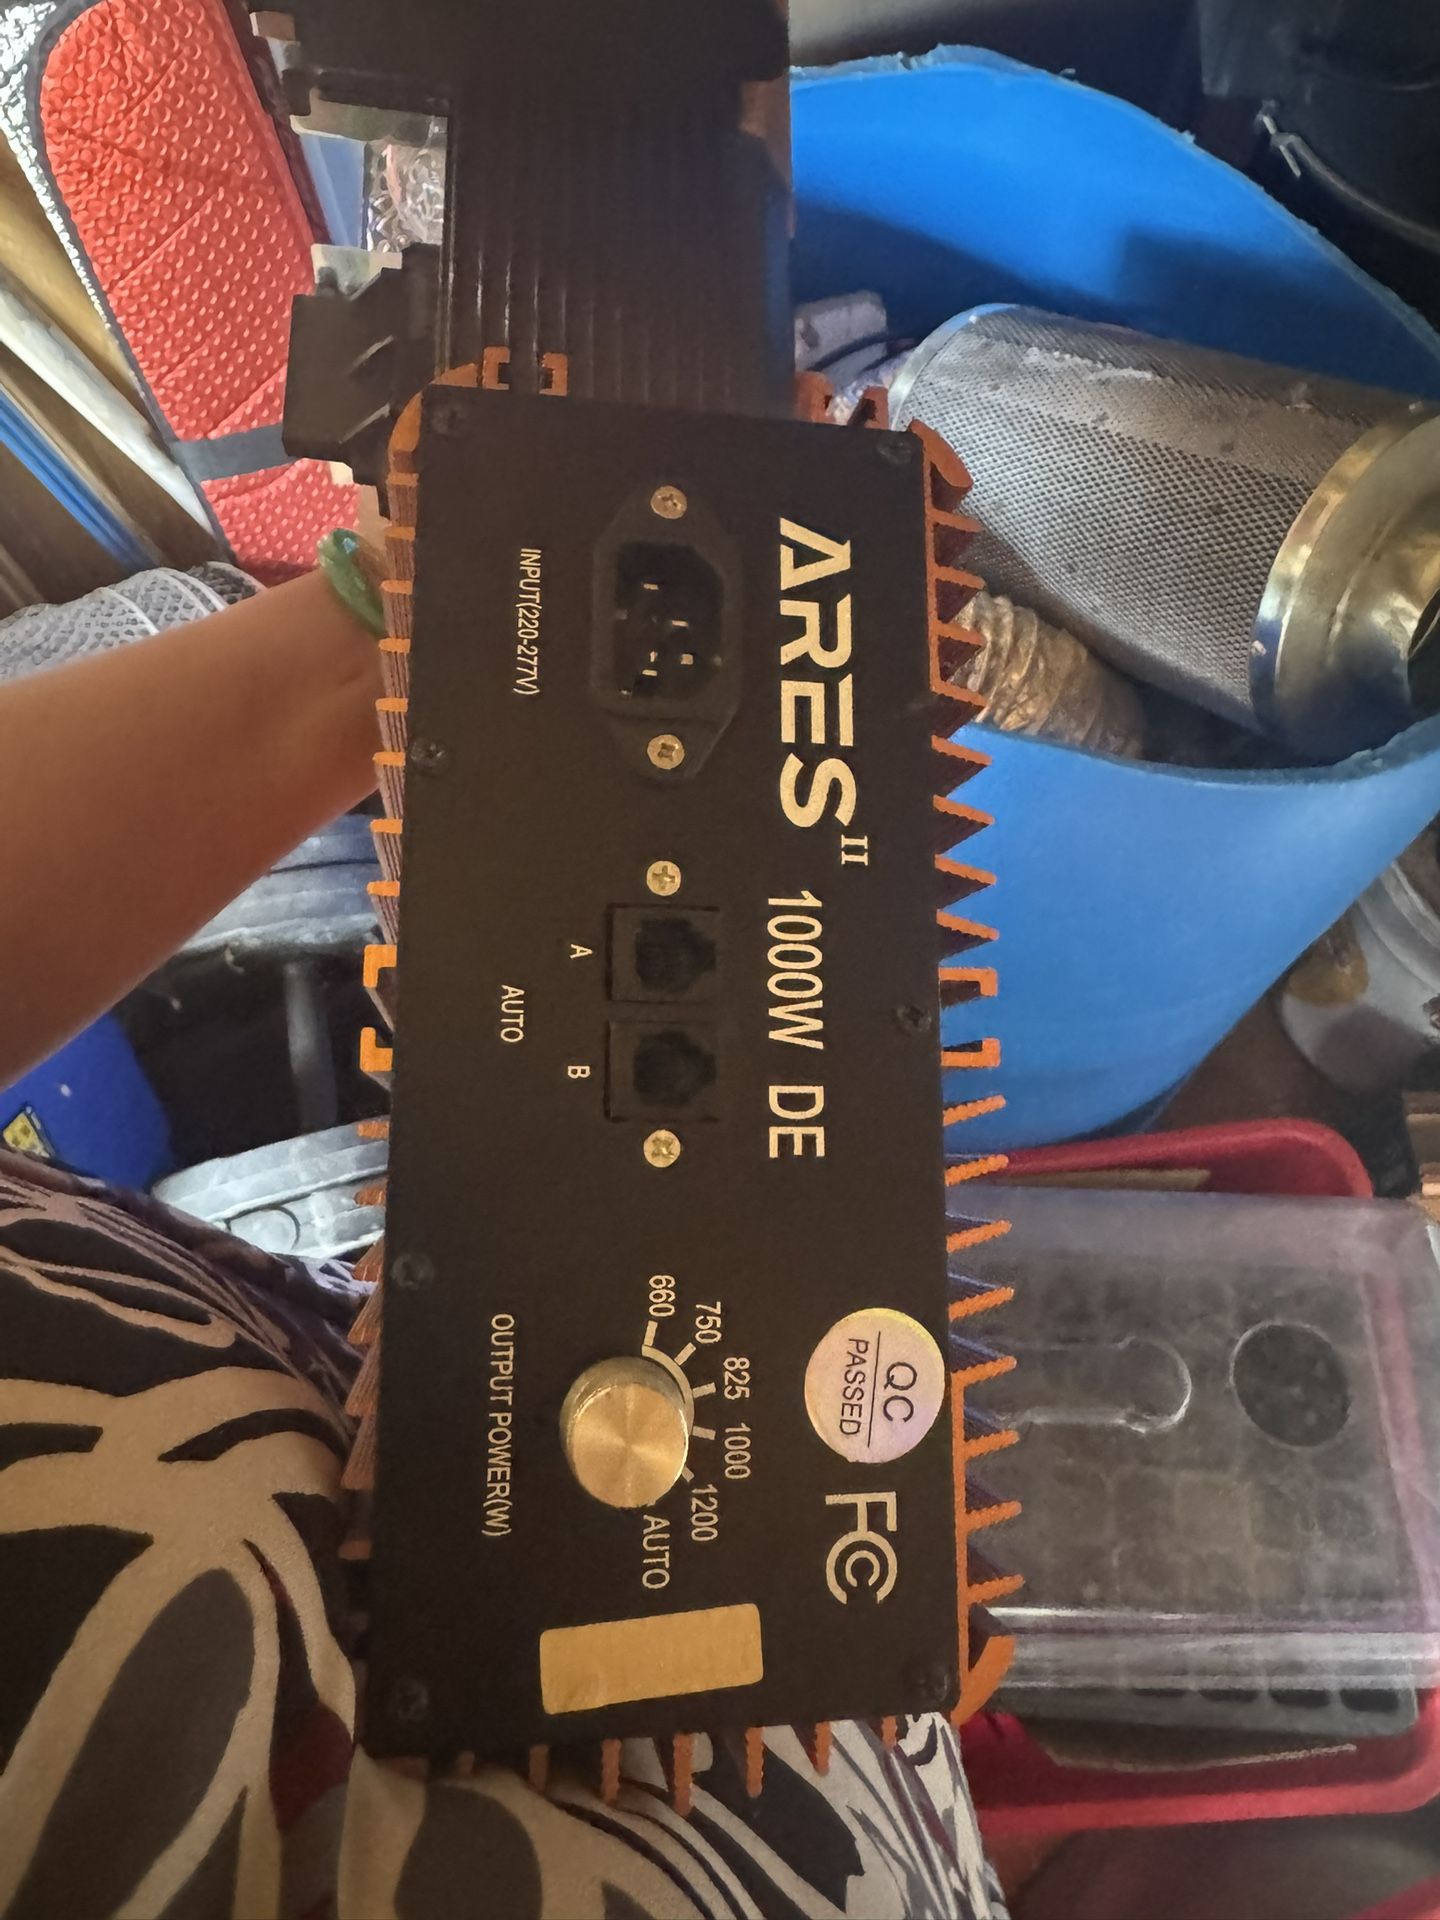 ARES II 1000W DE
QC
PASSED
FC
INPUT(220-277V)
A
B
AUTO
660
750
825
1000
1200
AUTO
OUTPUT POWER(W)